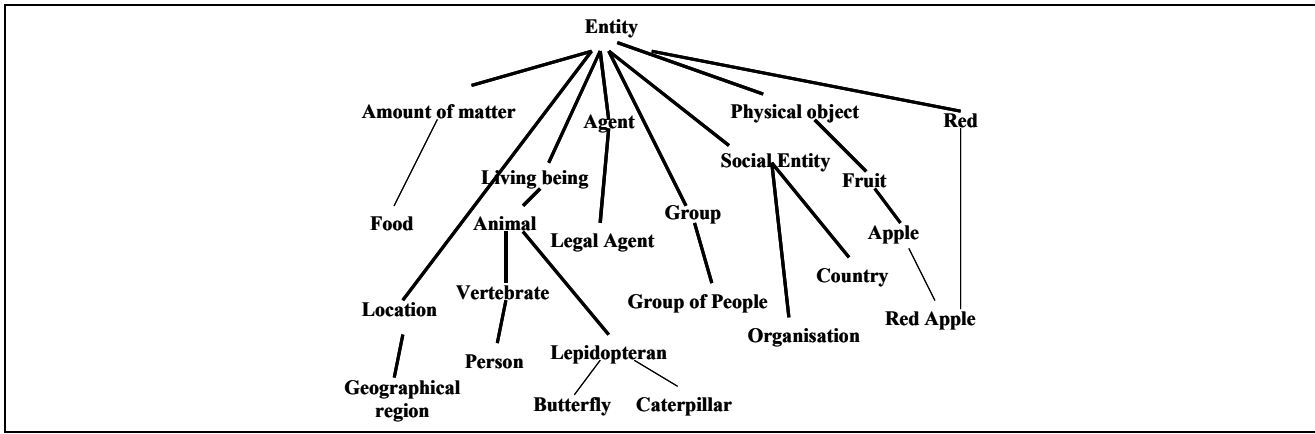 Entity
Amount of matter
Physical object
Agent
Red
Social Entity
Living being
Fruit
Group
Food
Animal
Apple
Legal Agent
Country
Vertebrate
Group of People
Location
Red Apple
Organisation
Lepidopteran
Person
Geographical
region
Butterfly
Caterpillar